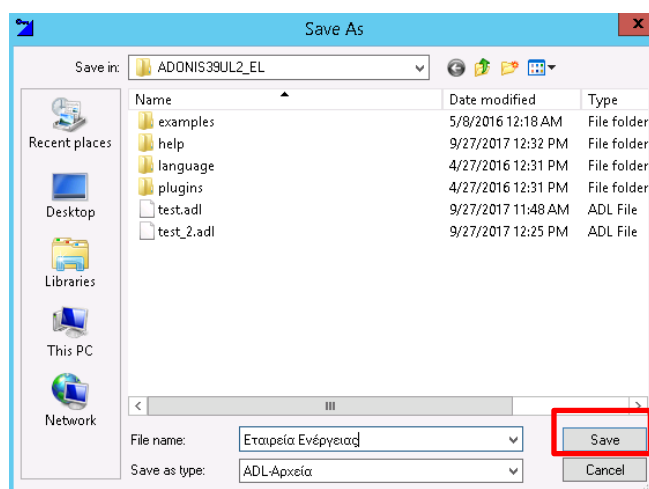 Save As
x
Save in: ADONIS39UL2_EL
Name Date modified Type
examples 5/8/2016 12:18 AM File folder
help 9/27/2017 12:32 PM File folder
language 4/27/2016 12:31 PM File folder
plugins 4/27/2016 12:31 PM File folder
test.adl 9/27/2017 11:48 AM ADL File
test_2.adl 9/27/2017 12:25 PM ADL File
Recent places
Desktop
Libraries
This PC
Network
File name: Εταιρεία Ενέργειας Save
Save as type: ADL-Αρχεία Cancel